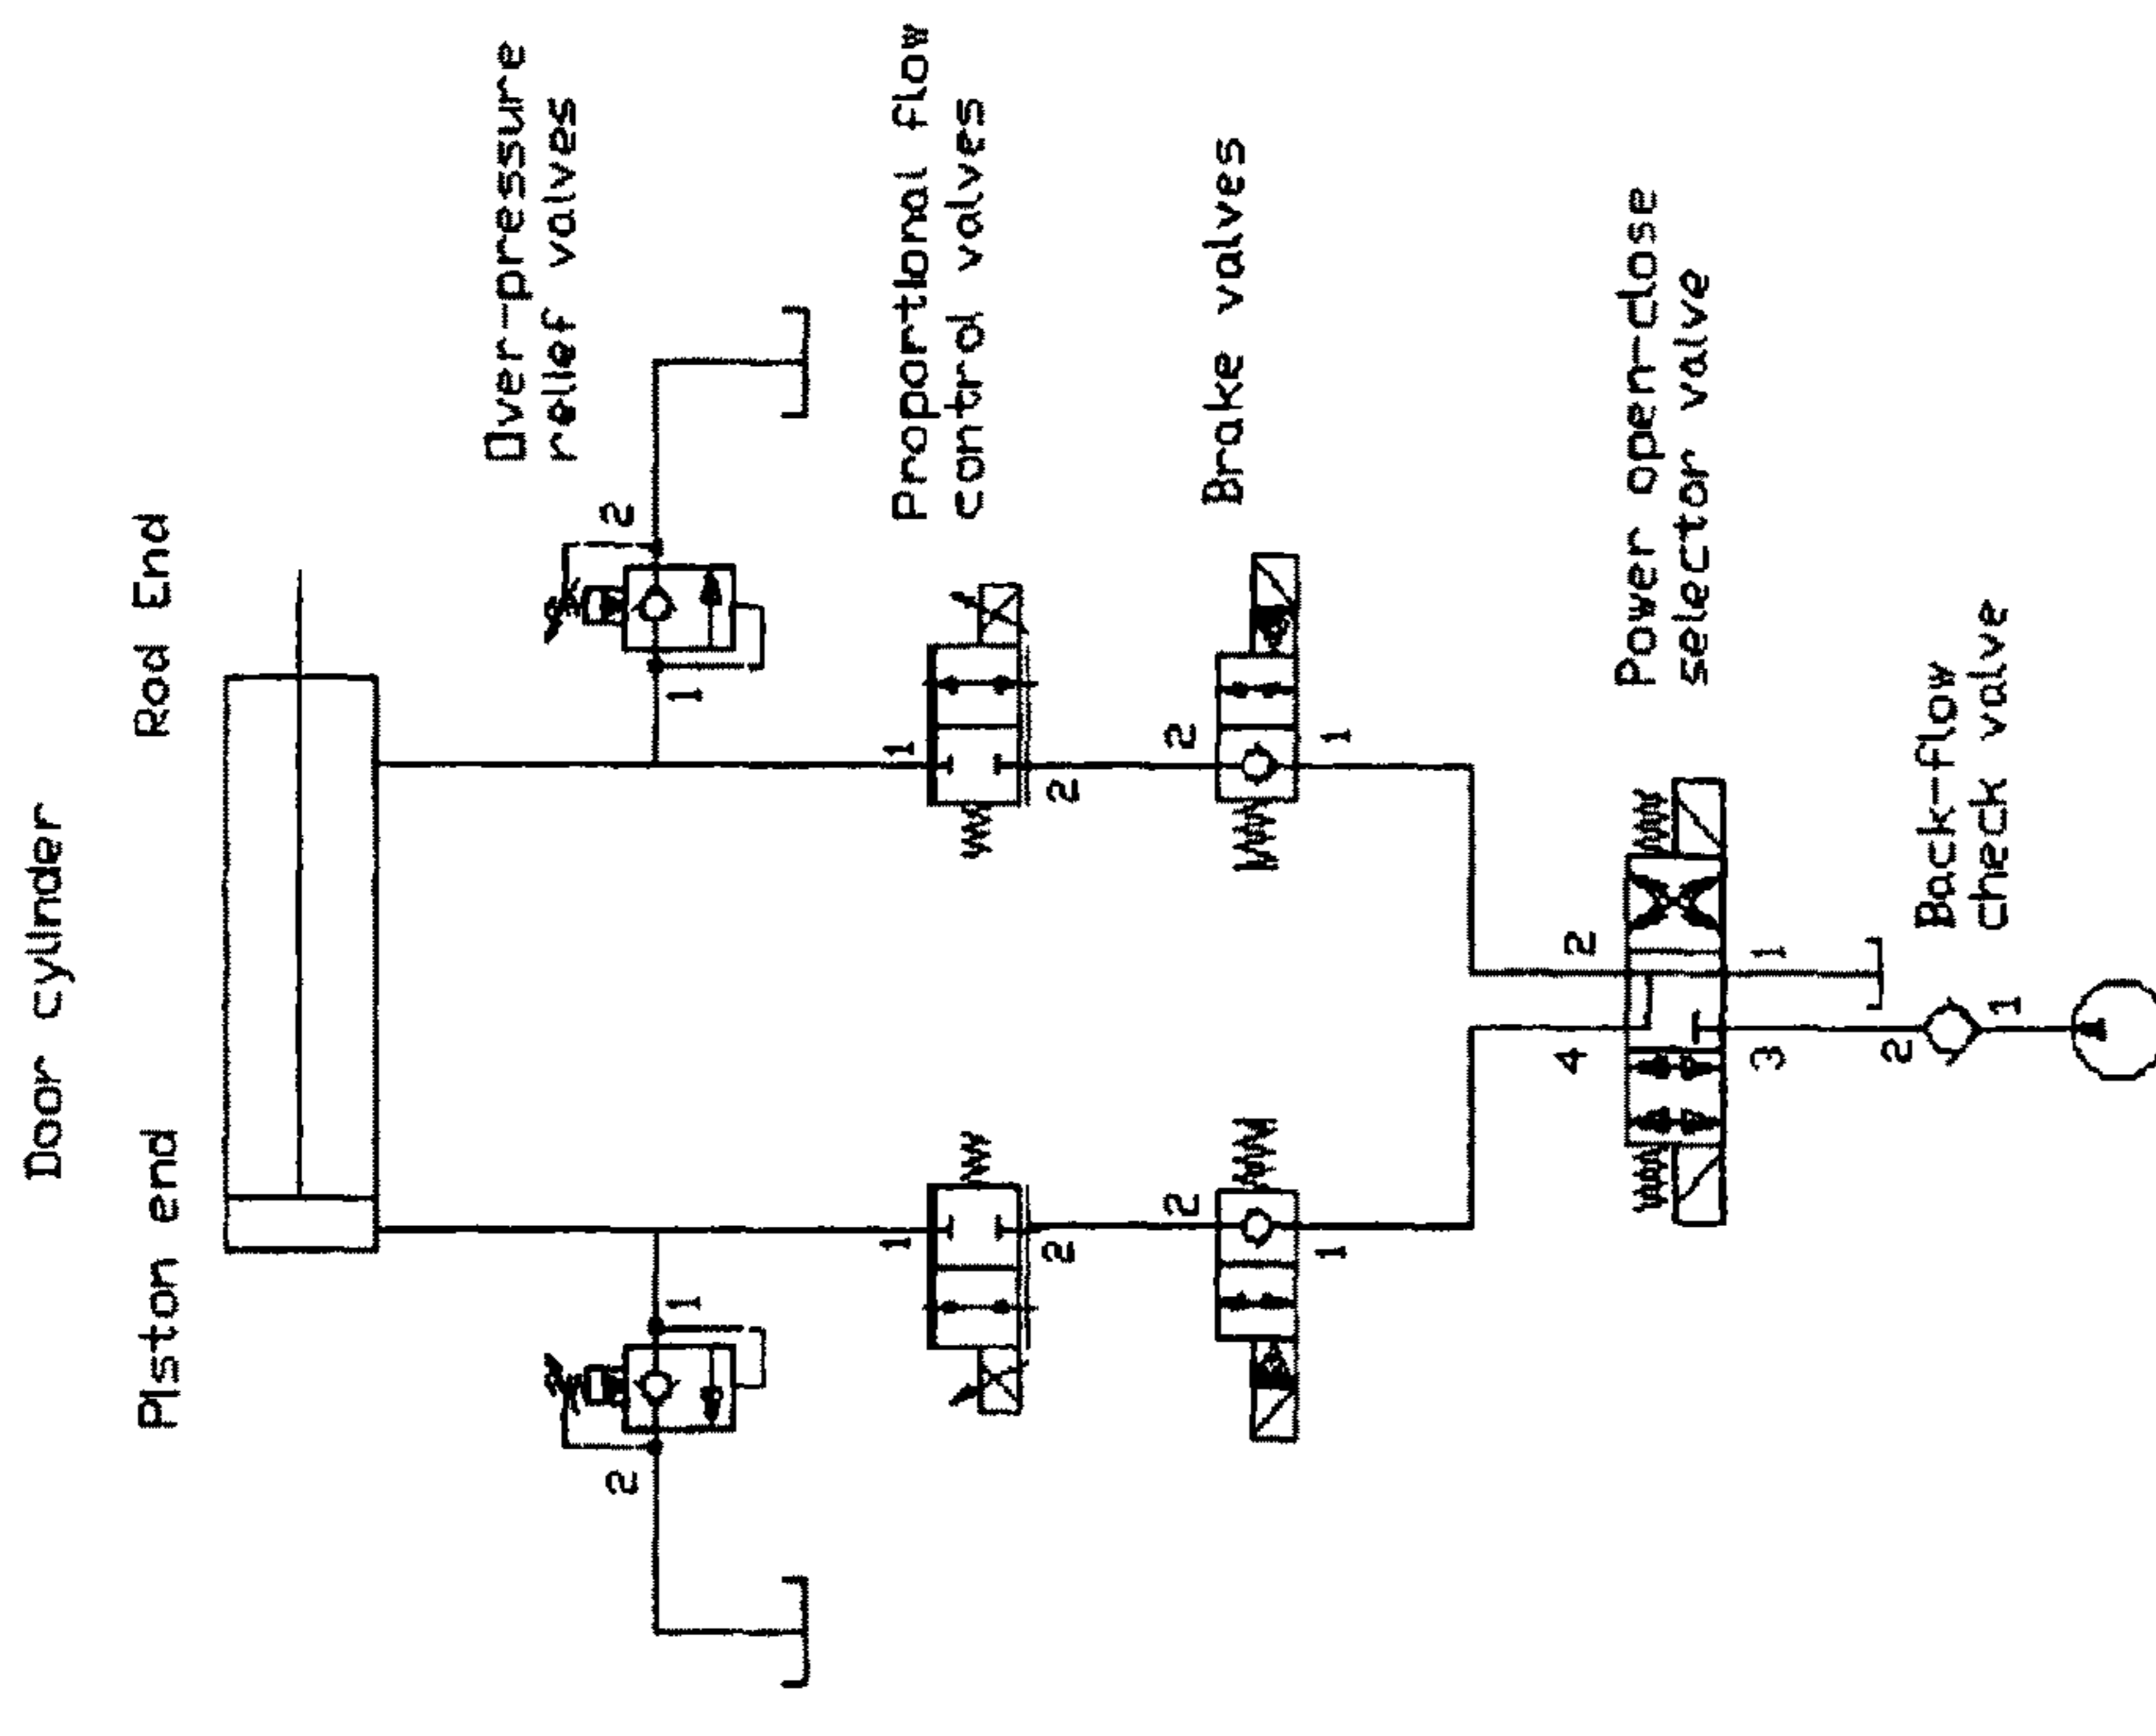 Door cylinder
Piston end
Rod End
Over-pressure
relief valves
2
1
1
2
Proportional flow
control valves
1
1
2
2
Brake valves
2
2
1
1
Power open-close
selector valve
4
2
3
1
Back-flow
check valve
2
1